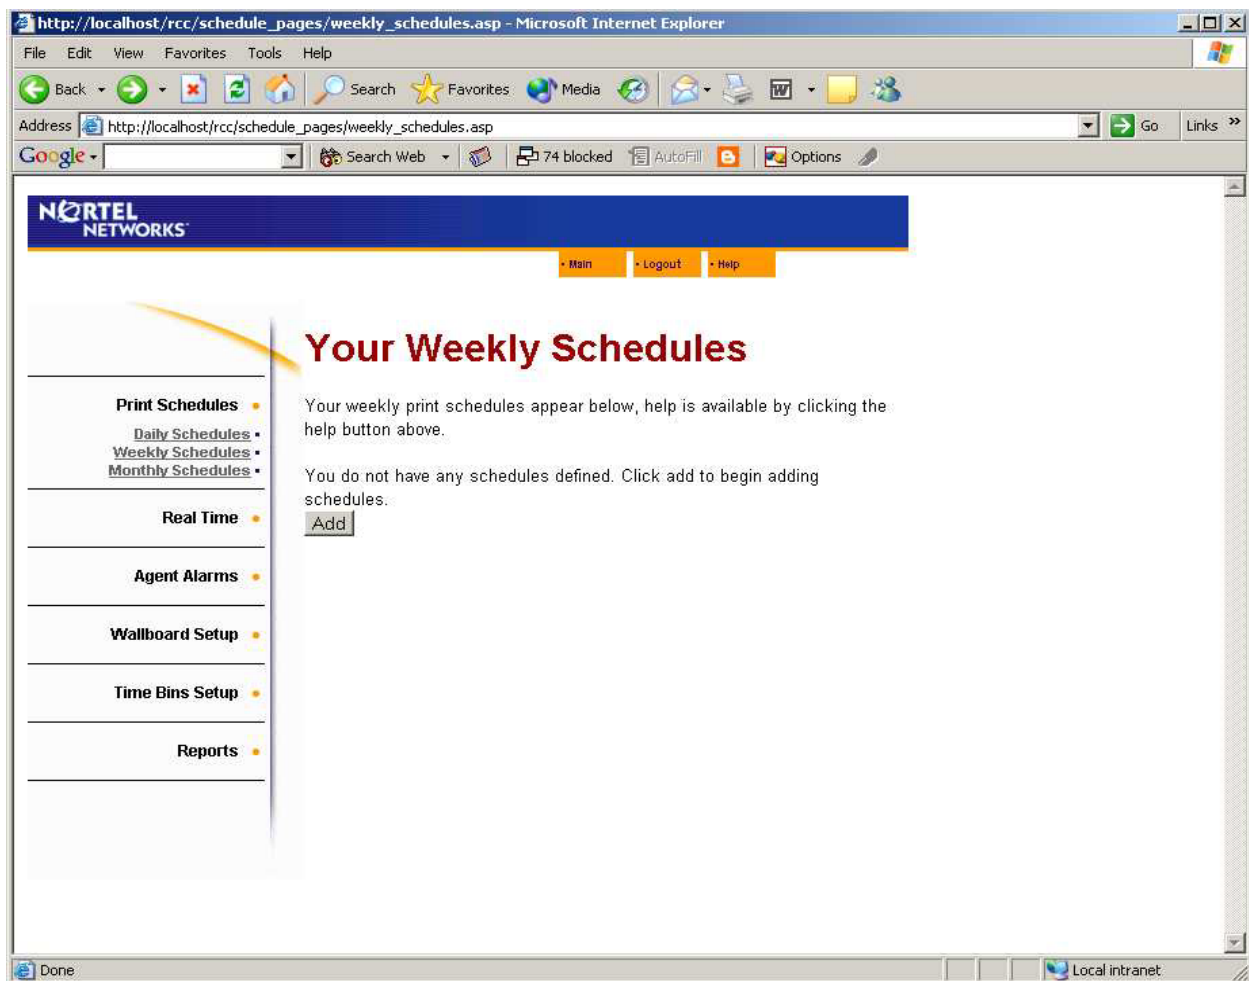 http://localhost/rcc/schedule_pages/weekly_schedules.asp - Microsoft Internet Explorer
File Edit View Favorites Tools Help
Back Search Favorites Media
Address http://localhost/rcc/schedule_pages/weekly_schedules.asp Go Links »
Google Search Web 74 blocked AutoFill Options
NORTEL
NETWORKS
Main Logout Help
Your Weekly Schedules
Print Schedules
Daily Schedules
Weekly Schedules
Monthly Schedules
Real Time
Agent Alarms
Wallboard Setup
Time Bins Setup
Reports
Your weekly print schedules appear below, help is available by clicking the
help button above.
You do not have any schedules defined. Click add to begin adding
schedules.
Add
Done Local intranet